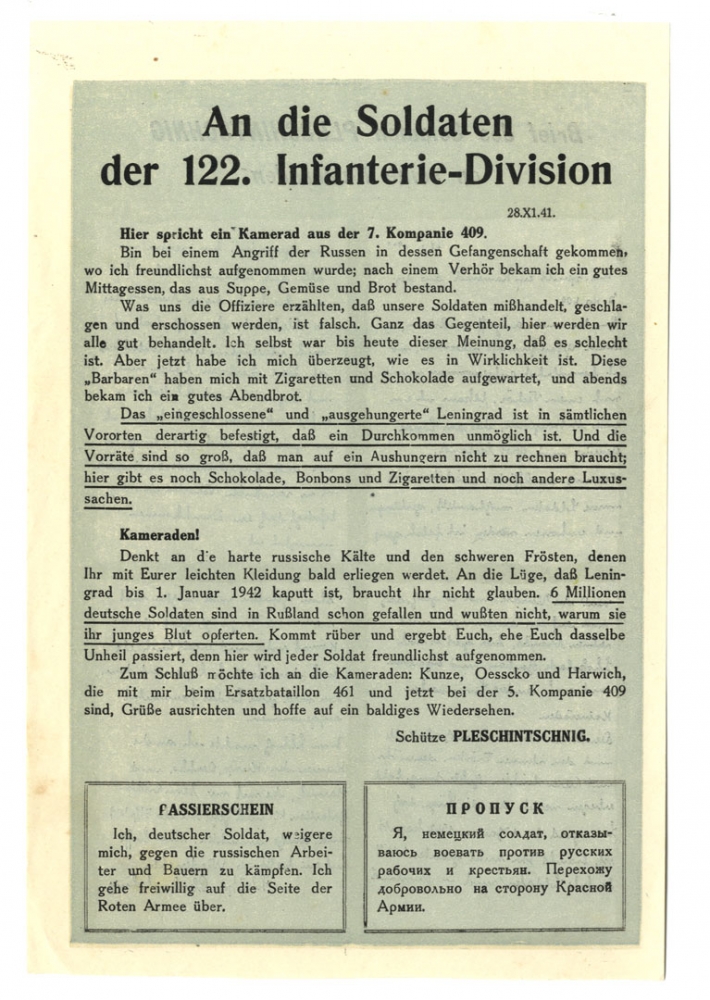 An die Soldaten
der 122. Infanterie-Division
28.X1.41.
Hier spricht ein Kamerad aus der 7. Kompanie 409.
Bin bei einem Angriff der Russen in dessen Gefangenschaft gekommen,
wo ich freundlichst aufgenommen wurde; nach einem Verhör bekam ich ein gutes
Mittagessen, das aus Suppe, Gemüse und Brot bestand.
Was uns die Offiziere erzählten, daß unsere Soldaten mißhandelt, geschla-
gen und erschossen werden, ist falsch. Ganz das Gegenteil, hier werden wir
alle gut behandelt. Ich selbst war bis heute dieser Meinung, daß es schlecht
ist. Aber jetzt habe ich mich überzeugt, wie es in Wirklichkeit ist. Diese
„Barbaren“ haben mich mit Zigaretten und Schokolade aufgewartet, und abends
bekam ich ein gutes Abendbrot.
Das „eingeschlossene“ und „ausgehungerte“ Leningrad ist in sämtlichen
Vororten derartig befestigt, daß ein Durchkommen unmöglich ist. Und die
Vorräte sind so groß, daß man auf ein Aushungern nicht zu rechnen braucht;
hier gibt es noch Schokolade, Bonbons und Zigaretten und noch andere Luxus-
sachen.
Kameraden!
Denkt an die harte russische Kälte und den schweren Frösten, denen
Ihr mit Eurer leichten Kleidung bald erliegen werdet. An die Lüge, daß Lenin-
grad bis 1. Januar 1942 kaputt ist, braucht Ihr nicht glauben. 6 Millionen
deutsche Soldaten sind in Rußland schon gefallen und wußten nicht, warum sie
ihr junges Blut opferten. Kommt rüber und ergebt Euch, ehe Euch dasselbe
Unheil passiert, denn hier wird jeder Soldat freundlichst aufgenommen.
Zum Schluß möchte ich an die Kameraden: Kunze, Oesscko und Harwich,
die mit mir beim Ersatzbataillon 461 und jetzt bei der 5. Kompanie 409
sind, Grüße ausrichten und hoffe auf ein baldiges Wiedersehen.
Schütze PLESCHINTSCHNIG.
PASSIERSCHEIN
Ich, deutscher Soldat, weigere
mich, gegen die russischen Arbei-
ter und Bauern zu kämpfen. Ich
gehe freiwillig auf die Seite der
Roten Armee über.
ПРОПУСК
Я, немецкий солдат, отказы-
ваюсь воевать против русских
рабочих и крестьян. Перехожу
добровольно на сторону Красной
Армии.